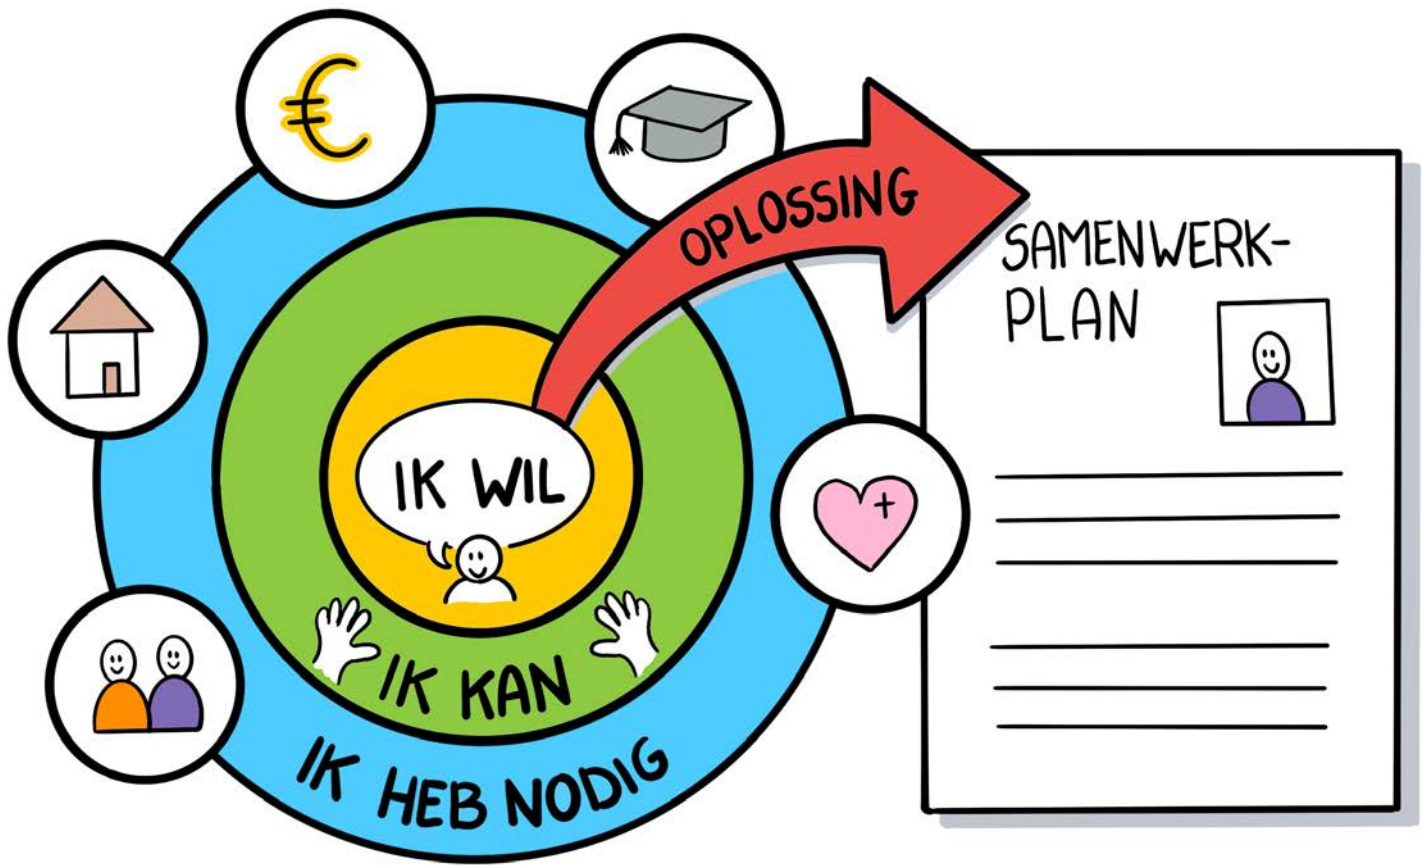 €
OPLOSSING
SAMENWERK-
PLAN
IK WIL
IK KAN
IK HEB NODIG